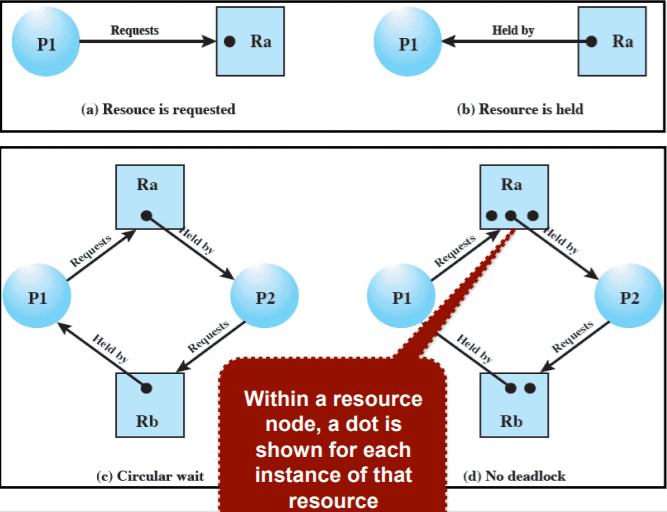 P1
Requests
Ra
P1
Held by
Ra
(a) Resouce is requested
(b) Resource is held
Ra
Requests
Held by
P1
P2
Held by
Requests
Rb
(c) Circular wait
Ra
Requests
Held by
P1
P2
Held by
Requests
Rb
(d) No deadlock
Within a resource
node, a dot is
shown for each
instance of that
resource